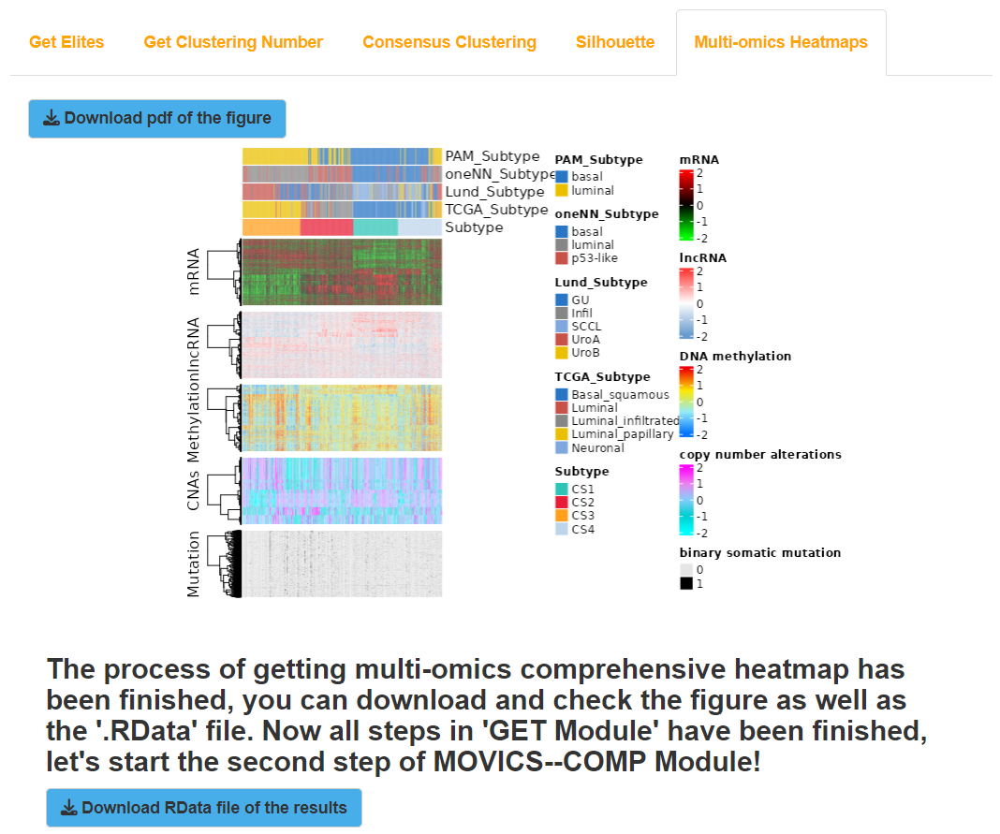 Get Elites
Get Clustering Number
Consensus Clustering
Silhouette
Multi-omics Heatmaps
Download pdf of the figure
PAM_Subtype
oneNN_Subtype
Lund_Subtype
TCGA_Subtype
Subtype
mRNA
lncRNA
Methylation
CNAs
Mutation
PAM_Subtype
basal
luminal
oneNN_Subtype
basal
luminal
p53-like
Lund_Subtype
GU
Infil
SCCL
UroA
UroB
TCGA_Subtype
Basal_squamous
Luminal
Luminal_infiltrated
Luminal_papillary
Neuronal
Subtype
CS1
CS2
CS3
CS4
mRNA
2
1
0
-1
-2
lncRNA
2
1
0
-1
-2
DNA methylation
2
1
0
-1
-2
copy number alterations
2
1
0
-1
-2
binary somatic mutation
0
1
The process of getting multi-omics comprehensive heatmap has
been finished, you can download and check the figure as well as
the '.RData' file. Now all steps in 'GET Module' have been finished,
let's start the second step of MOVICS--COMP Module!
Download RData file of the results